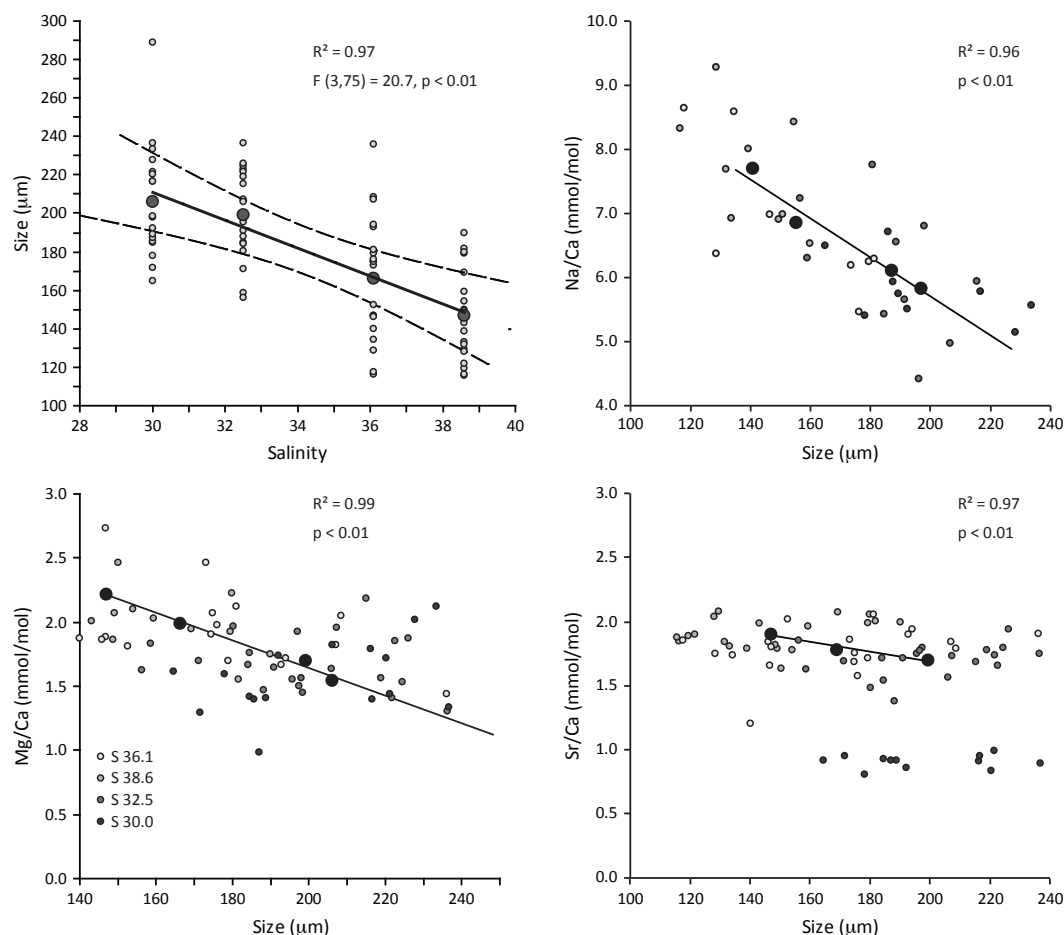 300
280
260
240
220
200
180
160
140
120
100
Size (μm)
R² = 0.97
F (3,75) = 20.7, p < 0.01
28 30 32 34 36 38 40
Salinity
10.0
9.0
8.0
7.0
6.0
5.0
4.0
Na/Ca (mmol/mol)
R² = 0.96
p < 0.01
100 120 140 160 180 200 220 240
Size (μm)
3.0
2.5
2.0
1.5
1.0
0.5
0.0
Mg/Ca (mmol/mol)
R² = 0.99
p < 0.01
S 36.1
S 38.6
S 32.5
S 30.0
140 160 180 200 220 240
Size (μm)
3.0
2.5
2.0
1.5
1.0
0.5
0.0
Sr/Ca (mmol/mol)
R² = 0.97
p < 0.01
100 120 140 160 180 200 220 240
Size (μm)